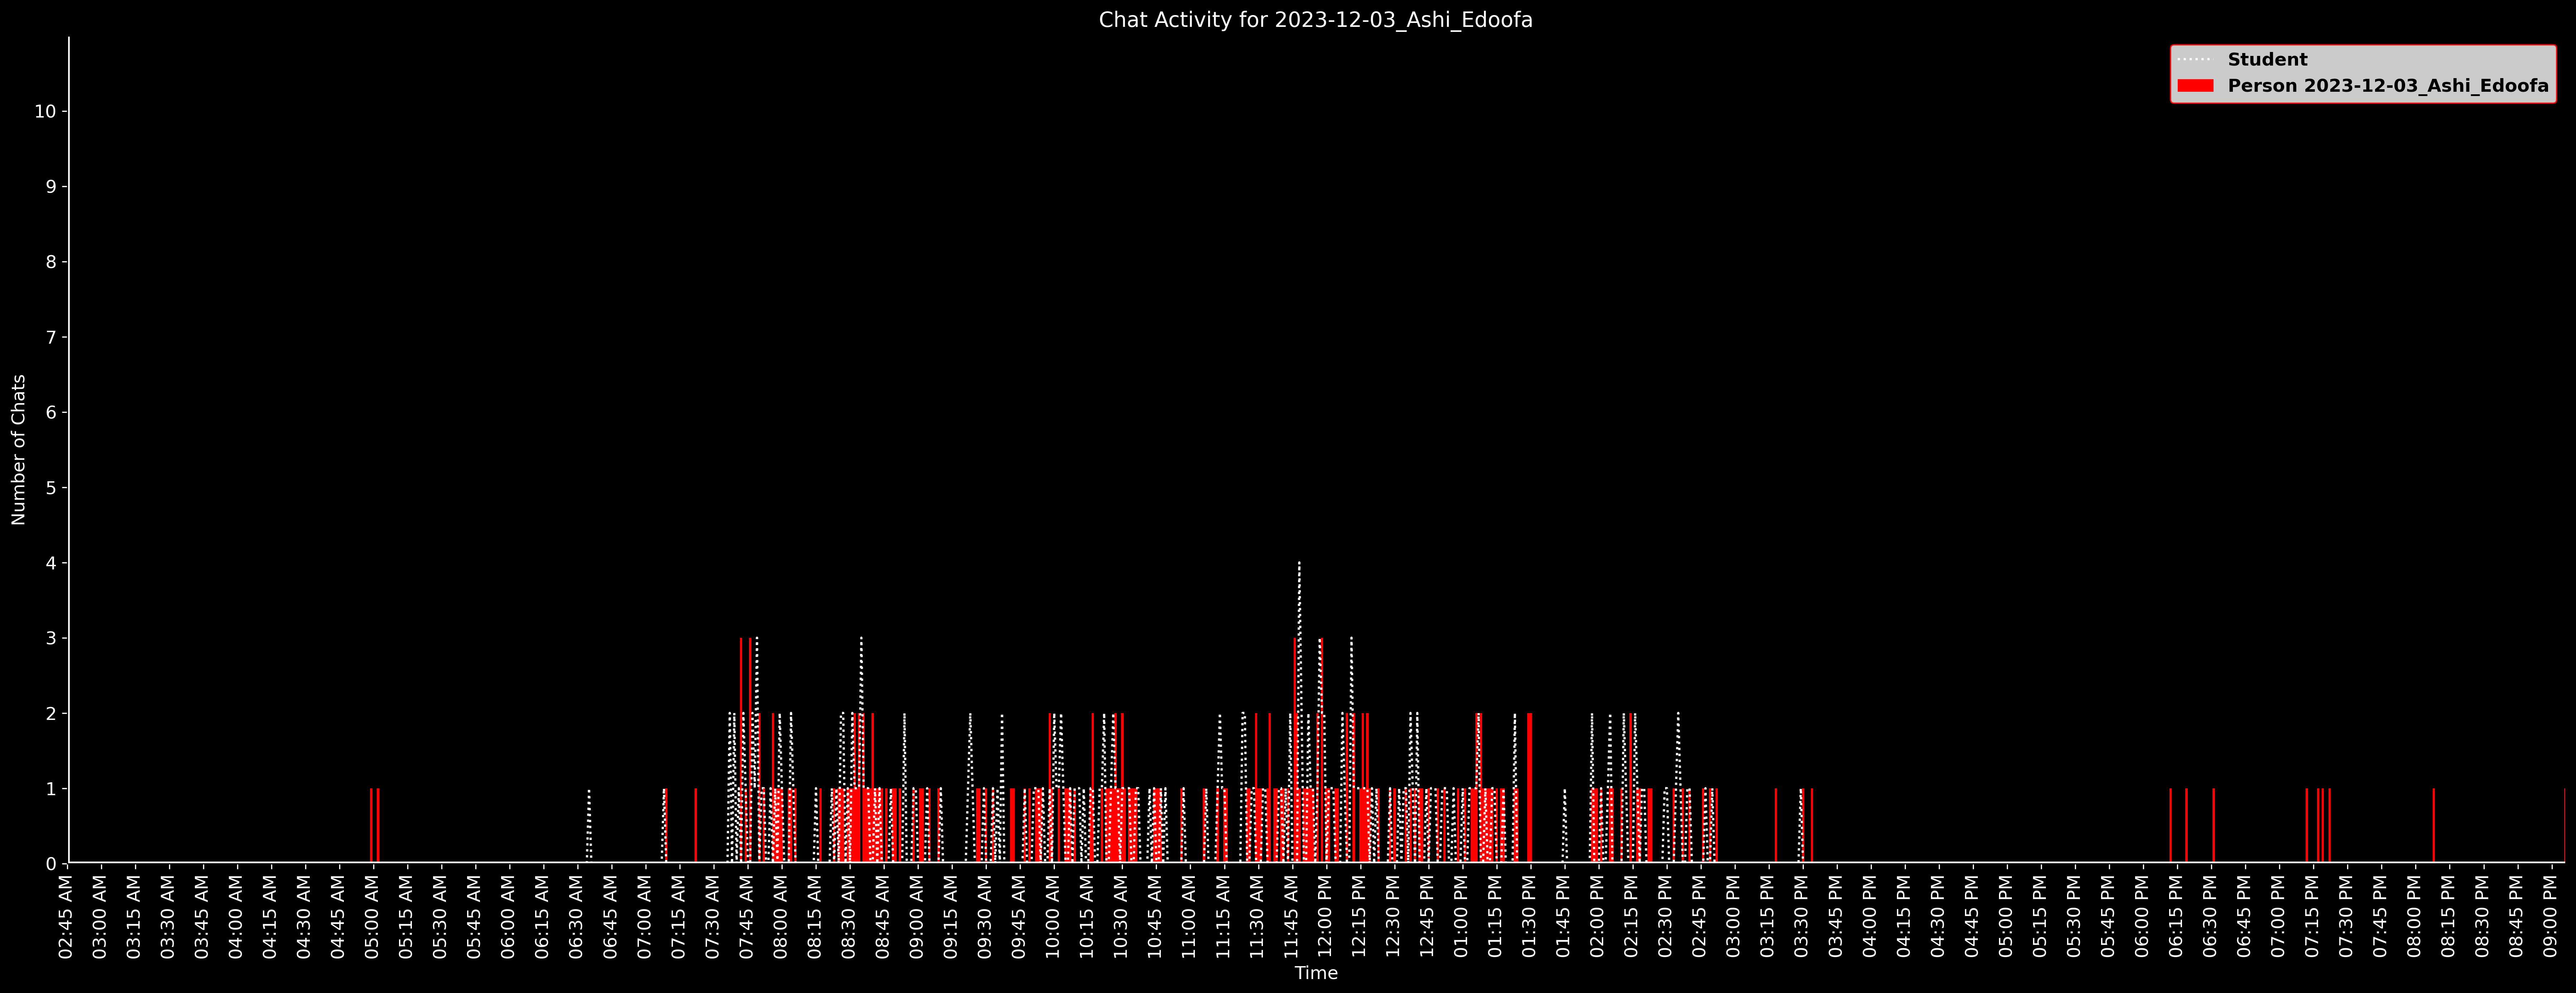 Chat Activity for 2023-12-03_Ashi_Edoofa
Student
Person 2023-12-03_Ashi_Edoofa
Number of Chats
10
9
8
7
6
5
4
3
2
1
0
02:45 AM
03:00 AM
03:15 AM
03:30 AM
03:45 AM
04:00 AM
04:15 AM
04:30 AM
04:45 AM
05:00 AM
05:15 AM
05:30 AM
05:45 AM
06:00 AM
06:15 AM
06:30 AM
06:45 AM
07:00 AM
07:15 AM
07:30 AM
07:45 AM
08:00 AM
08:15 AM
08:30 AM
08:45 AM
09:00 AM
09:15 AM
09:30 AM
09:45 AM
10:00 AM
10:15 AM
10:30 AM
10:45 AM
11:00 AM
11:15 AM
11:30 AM
11:45 AM
12:00 PM
12:15 PM
12:30 PM
12:45 PM
01:00 PM
01:15 PM
01:30 PM
01:45 PM
02:00 PM
02:15 PM
02:30 PM
02:45 PM
03:00 PM
03:15 PM
03:30 PM
03:45 PM
04:00 PM
04:15 PM
04:30 PM
04:45 PM
05:00 PM
05:15 PM
05:30 PM
05:45 PM
06:00 PM
06:15 PM
06:30 PM
06:45 PM
07:00 PM
07:15 PM
07:30 PM
07:45 PM
08:00 PM
08:15 PM
08:30 PM
08:45 PM
09:00 PM
Time